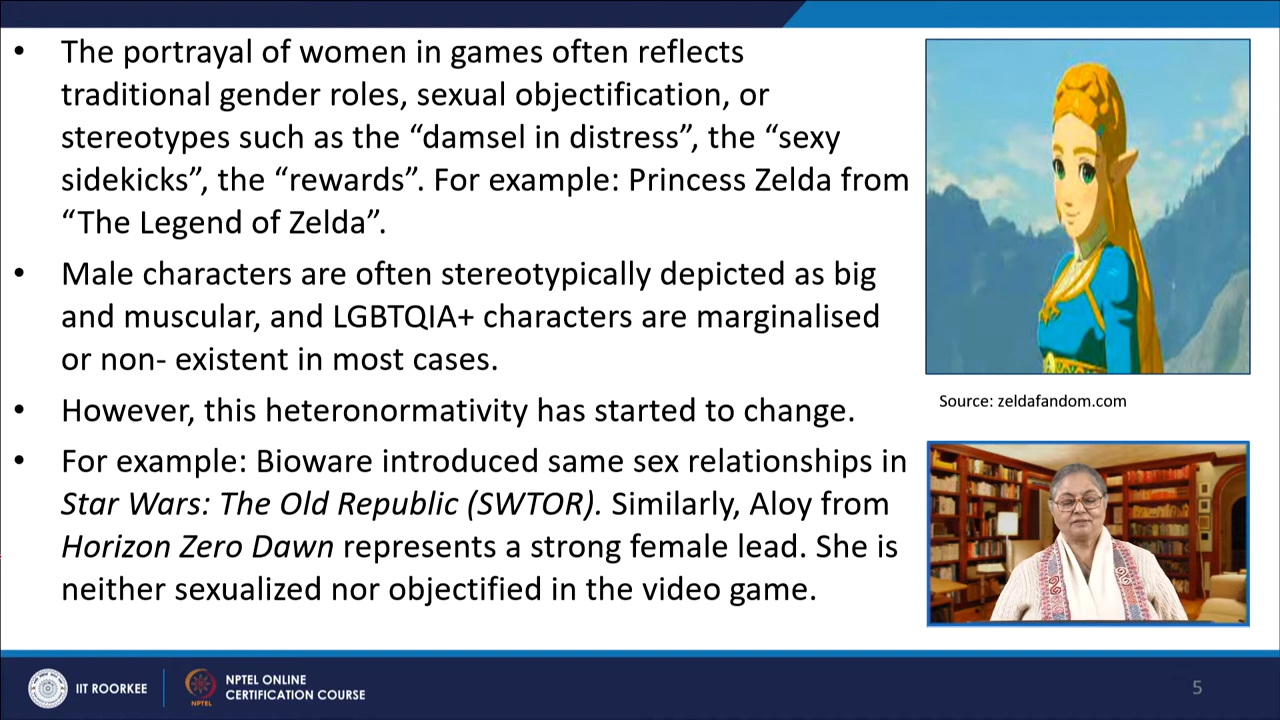 • The portrayal of women in games often reflects
traditional gender roles, sexual objectification, or
stereotypes such as the “damsel in distress”, the “sexy
sidekicks”, the “rewards”. For example: Princess Zelda from
“The Legend of Zelda”.
• Male characters are often stereotypically depicted as big
and muscular, and LGBTQIA+ characters are marginalised
or non- existent in most cases.
• However, this heteronormativity has started to change.
• For example: Bioware introduced same sex relationships in
Star Wars: The Old Republic (SWTOR). Similarly, Aloy from
Horizon Zero Dawn represents a strong female lead. She is
neither sexualized nor objectified in the video game.
Source: zeldafandom.com
IIT ROORKEE
NPTEL
NPTEL ONLINE
CERTIFICATION COURSE
5